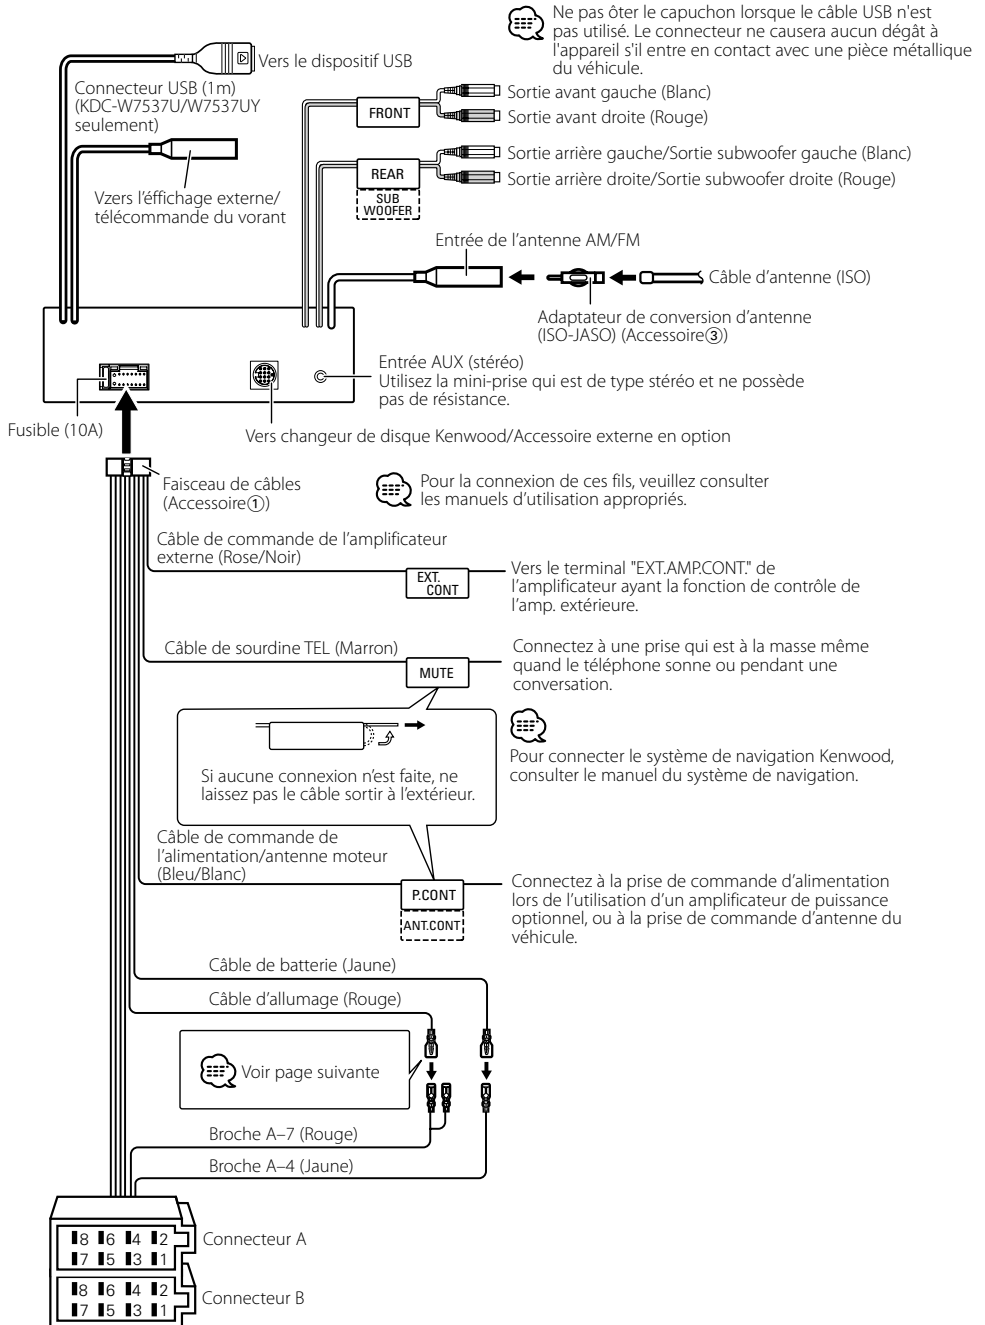 Ne pas ôter le capuchon lorsque le câble USB n'est
pas utilisé. Le connecteur ne causera aucun dégât à
l'appareil s'il entre en contact avec une pièce métallique
du véhicule.
Vers le dispositif USB
Connecteur USB (1m)
(KDC-W7537U/W7537UY
seulement)
FRONT
Sortie avant gauche (Blanc)
Sortie avant droite (Rouge)
REAR
SUB
WOOFER
Sortie arrière gauche/Sortie subwoofer gauche (Blanc)
Sortie arrière droite/Sortie subwoofer droite (Rouge)
Vzers l'éffichage externe/
télécommande du vorant
Entrée de l'antenne AM/FM
Câble d'antenne (ISO)
Adaptateur de conversion d'antenne
(ISO-JASO) (Accessoire③)
Entrée AUX (stéréo)
Utilisez la mini-prise qui est de type stéréo et ne possède
pas de résistance.
Fusible (10A)
Vers changeur de disque Kenwood/Accessoire externe en option
Faisceau de câbles
(Accessoire①)
Pour la connexion de ces fils, veuillez consulter
les manuels d'utilisation appropriés.
Câble de commande de l'amplificateur
externe (Rose/Noir)
EXT.
CONT
Vers le terminal "EXT.AMP.CONT." de
l'amplificateur ayant la fonction de contrôle de
l'amp. extérieure.
Câble de sourdine TEL (Marron)
MUTE
Connectez à une prise qui est à la masse même
quand le téléphone sonne ou pendant une
conversation.
Si aucune connexion n'est faite, ne
laissez pas le câble sortir à l'extérieur.
Pour connecter le système de navigation Kenwood,
consulter le manuel du système de navigation.
Câble de commande de
l'alimentation/antenne moteur
(Bleu/Blanc)
P.CONT
ANT.CONT
Connectez à la prise de commande d'alimentation
lors de l'utilisation d'un amplificateur de puissance
optionnel, ou à la prise de commande d'antenne du
véhicule.
Câble de batterie (Jaune)
Câble d'allumage (Rouge)
Voir page suivante
Broche A–7 (Rouge)
Broche A–4 (Jaune)
8 6 4 2
7 5 3 1
Connecteur A
8 6 4 2
7 5 3 1
Connecteur B